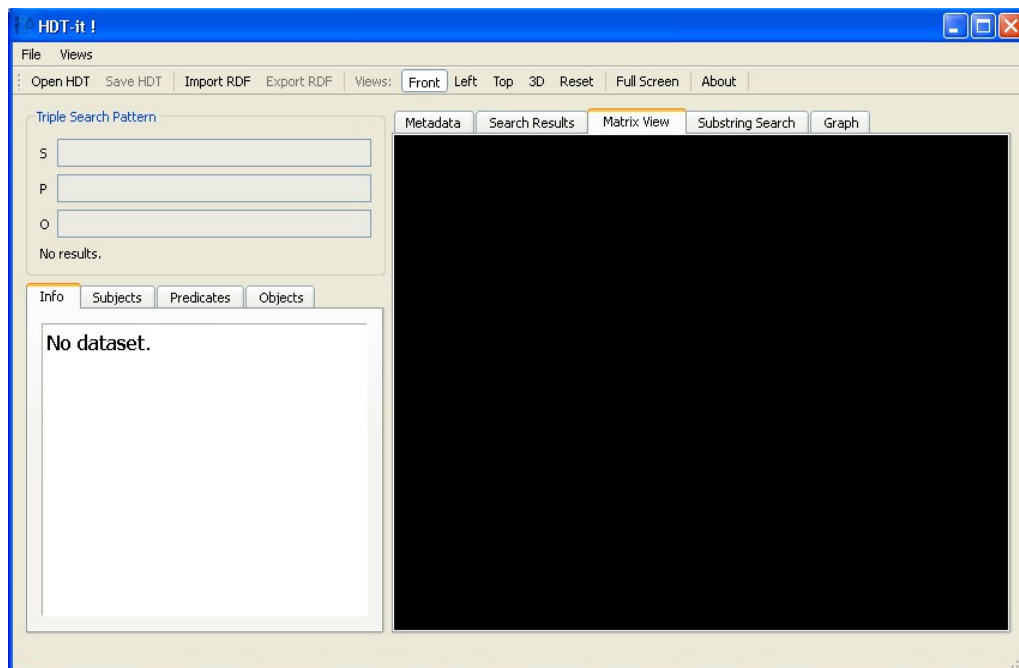 HDT-it !
File Views
Open HDT Save HDT Import RDF Export RDF Views: Front Left Top 3D Reset Full Screen About
Triple Search Pattern
S
P
O
No results.
Info Subjects Predicates Objects
No dataset.
Metadata Search Results Matrix View Substring Search Graph